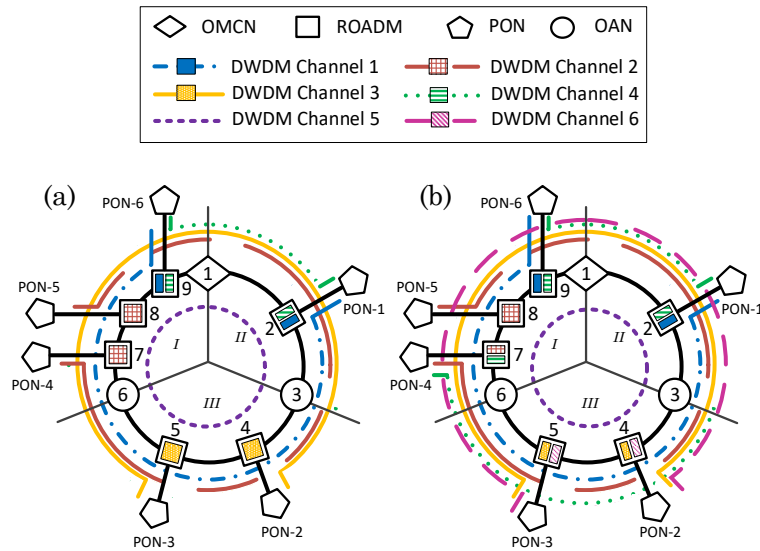 OMCN ROADM PON OAN
DWDM Channel 1 DWDM Channel 2
DWDM Channel 3 DWDM Channel 4
DWDM Channel 5 DWDM Channel 6
(a)
PON-6
1
9
PON-5
PON-1
8
2
I
II
7
PON-4
III
6
3
5
4
PON-3
PON-2
(b)
PON-6
1
9
PON-5
PON-1
8
2
I
II
7
PON-4
III
6
3
5
4
PON-3
PON-2